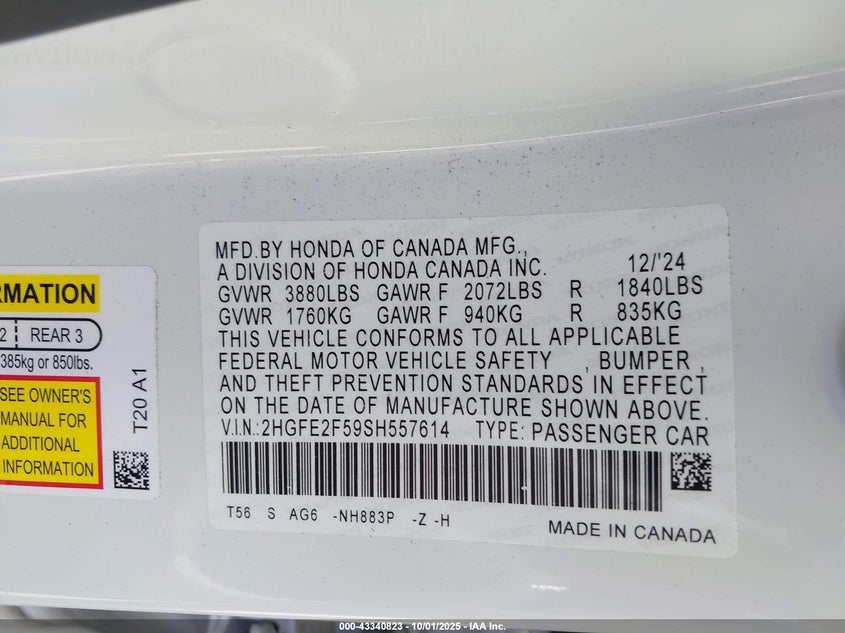 MFD.BY HONDA OF CANADA MFG.,
A DIVISION OF HONDA CANADA INC. 12/'24
GVWR 3880LBS GAWR F 2072LBS R 1840LBS
GVWR 1760KG GAWR F 940KG R 835KG
THIS VEHICLE CONFORMS TO ALL APPLICABLE
FEDERAL MOTOR VEHICLE SAFETY , BUMPER ,
AND THEFT PREVENTION STANDARDS IN EFFECT
ON THE DATE OF MANUFACTURE SHOWN ABOVE.
V.I.N.:2HGFE2F59SH557614 TYPE: PASSENGER CAR
T56 S AG6 -NH883P -Z -H
MADE IN CANADA
RMATION
2 REAR 3
385kg or 850lbs.
SEE OWNER'S
MANUAL FOR
ADDITIONAL
INFORMATION
T20 A1
000-43340823 - 10/01/2025 - IAA Inc.